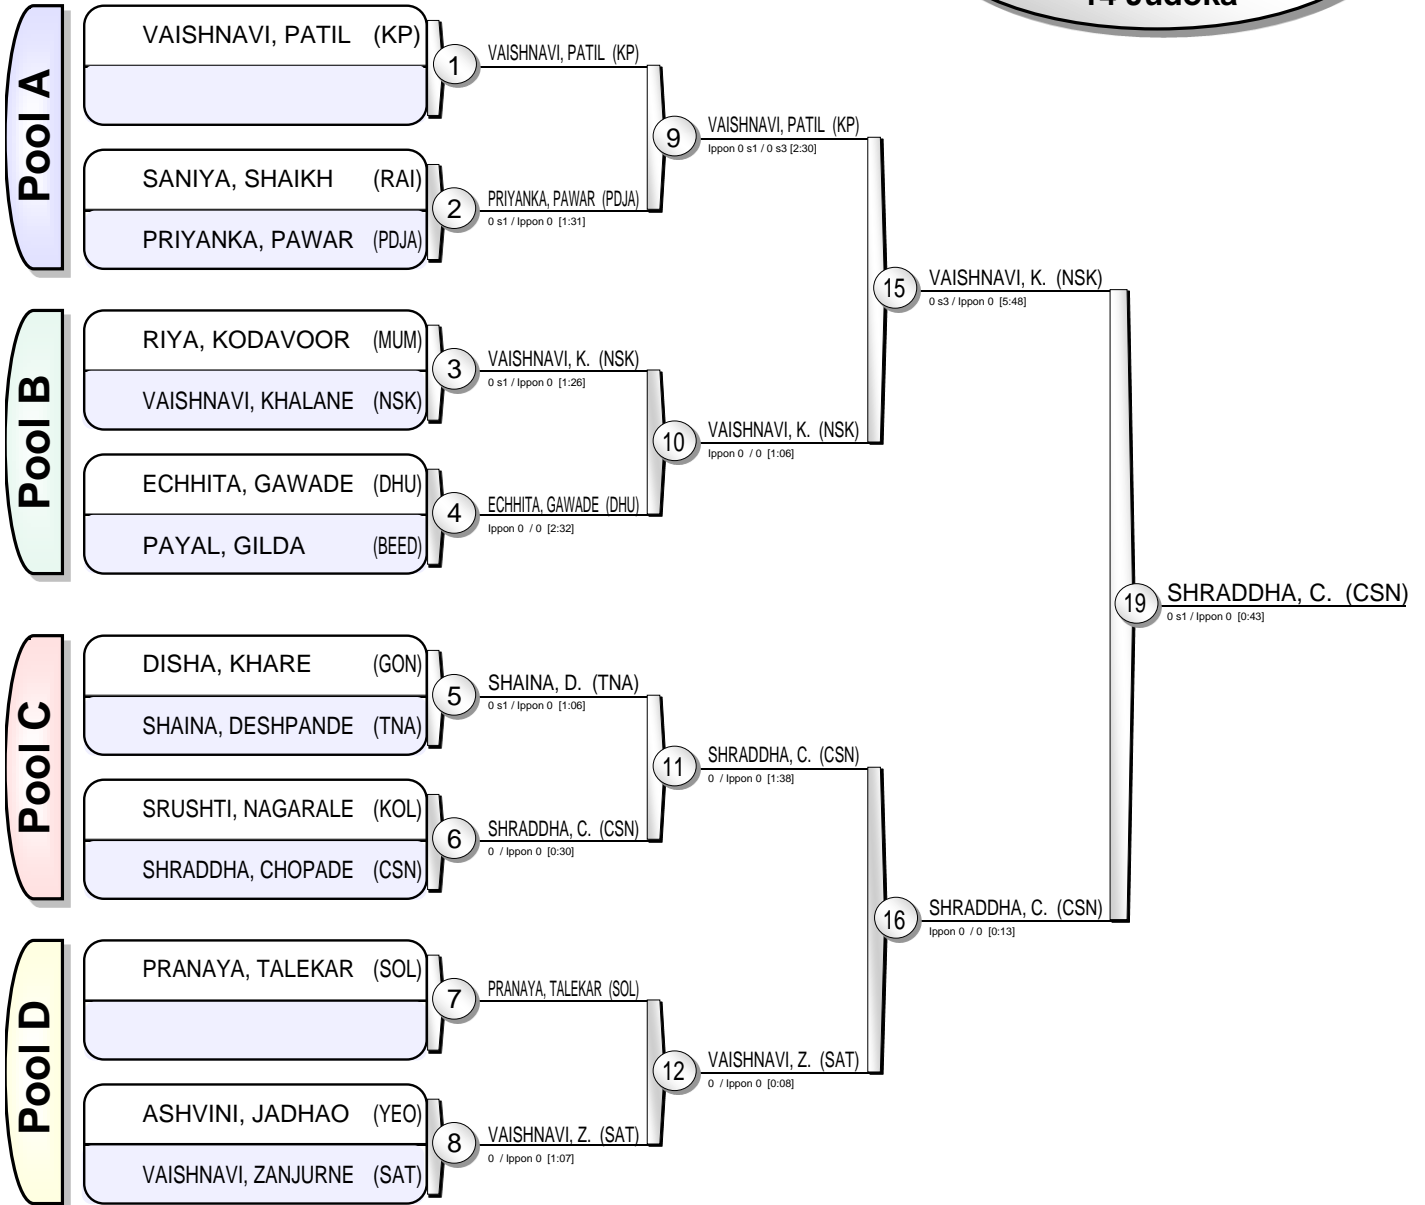 14 Judoka
Pool A
VAISHNAVI, PATIL (KP)
1
VAISHNAVI, PATIL (KP)
SANIYA, SHAIKH (RAI)
PRIYANKA, PAWAR (PDJA)
2
PRIYANKA, PAWAR (PDJA)
0 s1 / Ippon 0 [1:31]
9
VAISHNAVI, PATIL (KP)
Ippon 0 s1 / 0 s3 [2:30]
Pool B
RIYA, KODAVOOR (MUM)
VAISHNAVI, KHALANE (NSK)
3
VAISHNAVI, K. (NSK)
0 s1 / Ippon 0 [1:26]
ECHHITA, GAWADE (DHU)
PAYAL, GILDA (BEED)
4
ECHHITA, GAWADE (DHU)
Ippon 0 / 0 [2:32]
10
VAISHNAVI, K. (NSK)
Ippon 0 / 0 [1:06]
15
VAISHNAVI, K. (NSK)
0 s3 / Ippon 0 [5:48]
Pool C
DISHA, KHARE (GON)
SHAINA, DESHPANDE (TNA)
5
SHAINA, D. (TNA)
0 s1 / Ippon 0 [1:06]
SRUSHTI, NAGARALE (KOL)
SHRADDHA, CHOPADE (CSN)
6
SHRADDHA, C. (CSN)
0 / Ippon 0 [0:30]
11
SHRADDHA, C. (CSN)
0 / Ippon 0 [1:38]
Pool D
PRANAYA, TALEKAR (SOL)
7
PRANAYA, TALEKAR (SOL)
ASHVINI, JADHAO (YEO)
VAISHNAVI, ZANJURNE (SAT)
8
VAISHNAVI, Z. (SAT)
0 / Ippon 0 [1:07]
12
VAISHNAVI, Z. (SAT)
0 / Ippon 0 [0:08]
16
SHRADDHA, C. (CSN)
Ippon 0 / 0 [0:13]
19
SHRADDHA, C. (CSN)
0 s1 / Ippon 0 [0:43]